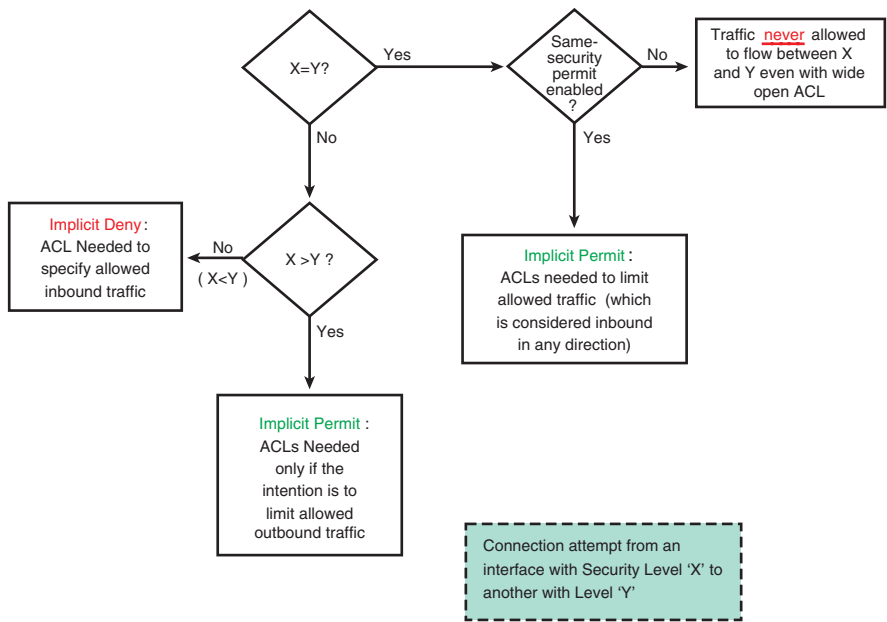 X=Y?
Yes
Same-
security
permit
enabled
?
No
Traffic never allowed
to flow between X
and Y even with wide
open ACL
No
Yes
Implicit Deny :
ACL Needed to
specify allowed
inbound traffic
No
( X<Y )
X >Y ?
Implicit Permit :
ACLs needed to limit
allowed traffic (which
is considered inbound
in any direction)
Yes
Implicit Permit :
ACLs Needed
only if the
intention is to
limit allowed
outbound traffic
Connection attempt from an
interface with Security Level ‘X’ to
another with Level ‘Y’